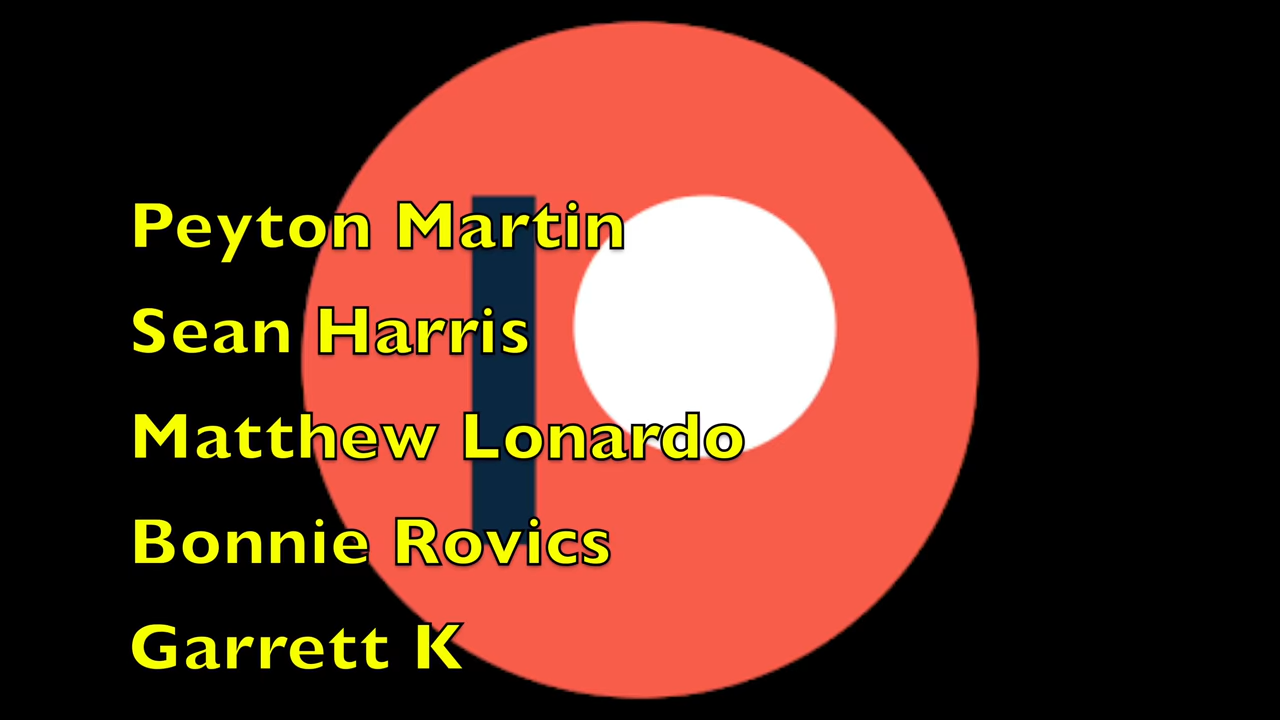 Peyton Martin
Sean Harris
Matthew Lonardo
Bonnie Rovics
Garrett K